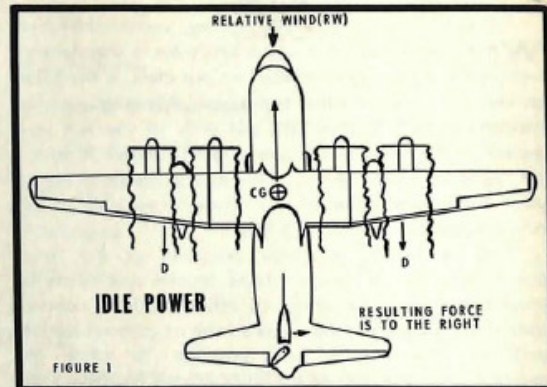 RELATIVE WIND(RW)
CG
D
D
IDLE POWER
RESULTING FORCE
IS TO THE RIGHT
FIGURE 1